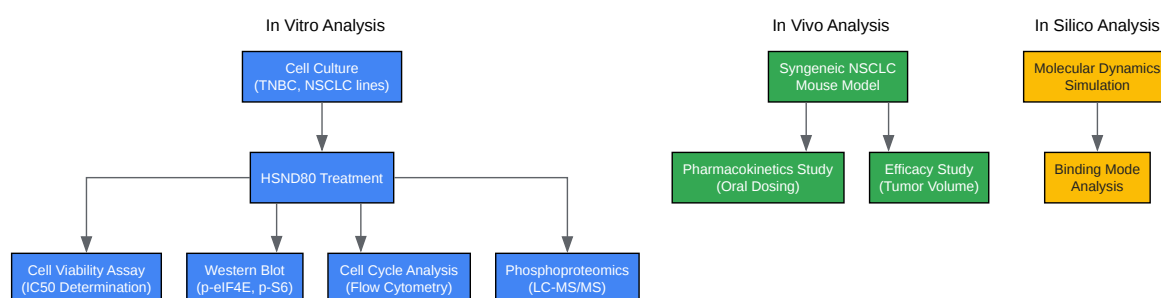 In Vitro Analysis
Cell Culture
(TNBC, NSCLC lines)
HSND80 Treatment
Cell Viability Assay
(IC50 Determination)
Western Blot
(p-eIF4E, p-S6)
Cell Cycle Analysis
(Flow Cytometry)
Phosphoproteomics
(LC-MS/MS)
In Vivo Analysis
Syngeneic NSCLC
Mouse Model
Pharmacokinetics Study
(Oral Dosing)
Efficacy Study
(Tumor Volume)
In Silico Analysis
Molecular Dynamics
Simulation
Binding Mode
Analysis